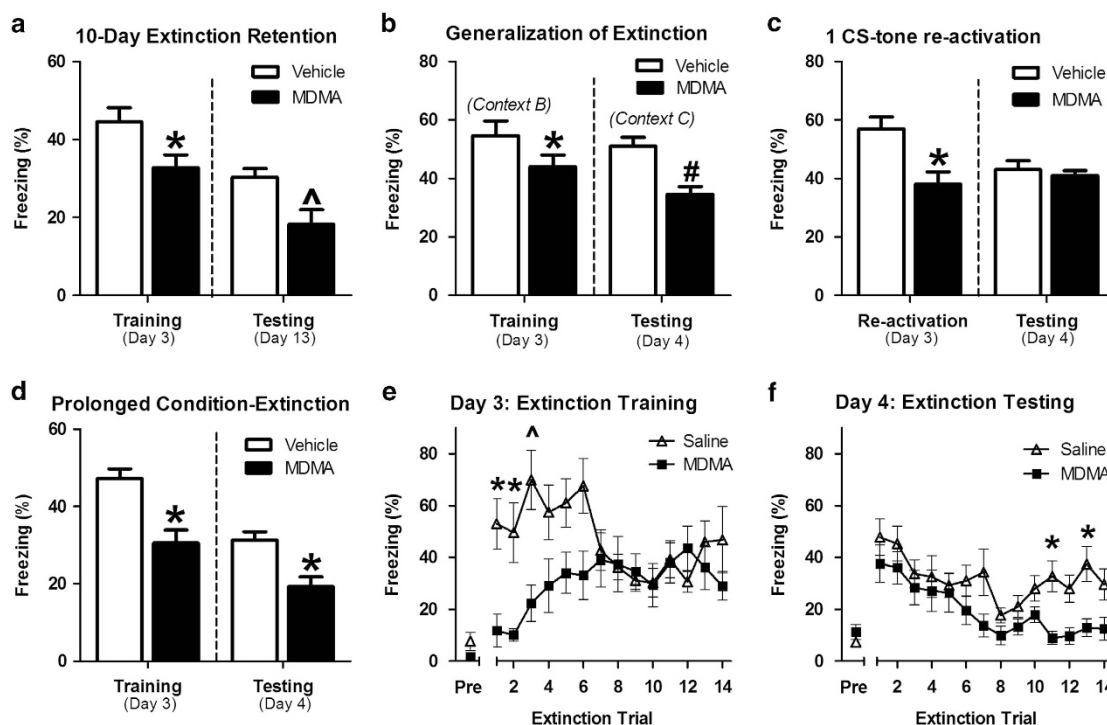 a
10-Day Extinction Retention
60
40
20
0
Freezing (%)
Vehicle
MDMA
*
^
Training
(Day 3)
Testing
(Day 13)
b
Generalization of Extinction
80
60
40
20
0
Freezing (%)
Vehicle
MDMA
(Context B)
(Context C)
*
#
Training
(Day 3)
Testing
(Day 4)
c
1 CS-tone re-activation
80
60
40
20
0
Freezing (%)
Vehicle
MDMA
*
Re-activation
(Day 3)
Testing
(Day 4)
d
Prolonged Condition-Extinction
60
40
20
0
Freezing (%)
Vehicle
MDMA
*
*
Training
(Day 3)
Testing
(Day 4)
e
Day 3: Extinction Training
80
60
40
20
0
Freezing (%)
Saline
MDMA
^
**
Pre 2 4 6 8 10 12 14
Extinction Trial
f
Day 4: Extinction Testing
80
60
40
20
0
Freezing (%)
Saline
MDMA
*
*
Pre 2 4 6 8 10 12 14
Extinction Trial